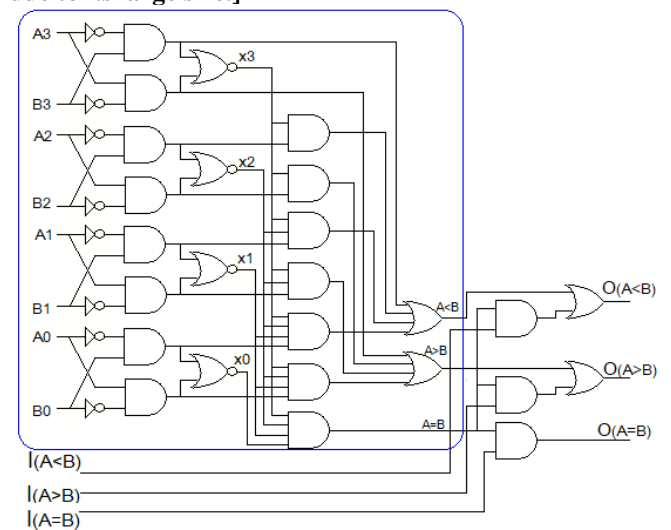 A3
x3
B3
A2
x2
B2
A1
x1
B1
A<B
O(A<B)
A0
x0
A>B
O(A>B)
B0
A=B
O(A=B)
I(A<B)
I(A>B)
I(A=B)